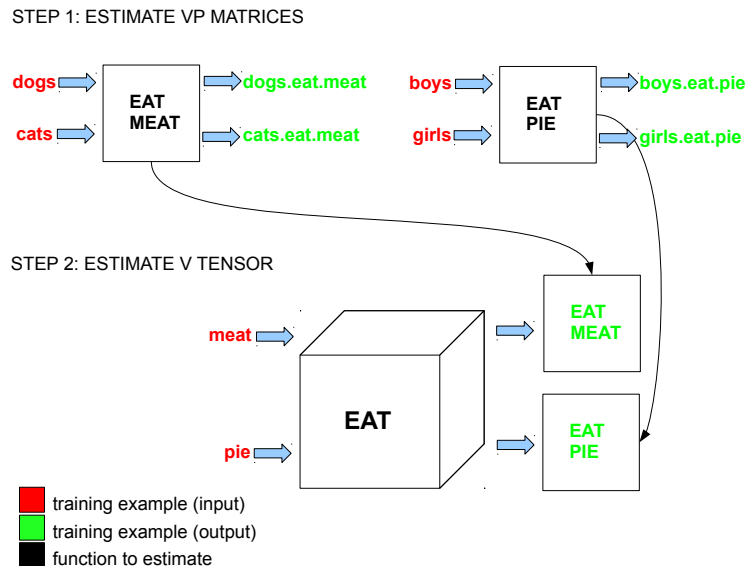 STEP 1: ESTIMATE VP MATRICES
dogs
EAT
MEAT
dogs.eat.meat
cats
cats.eat.meat
boys
EAT
PIE
boys.eat.pie
girls
girls.eat.pie
STEP 2: ESTIMATE V TENSOR
meat
EAT
MEAT
EAT
pie
EAT
PIE
training example (input)
training example (output)
function to estimate